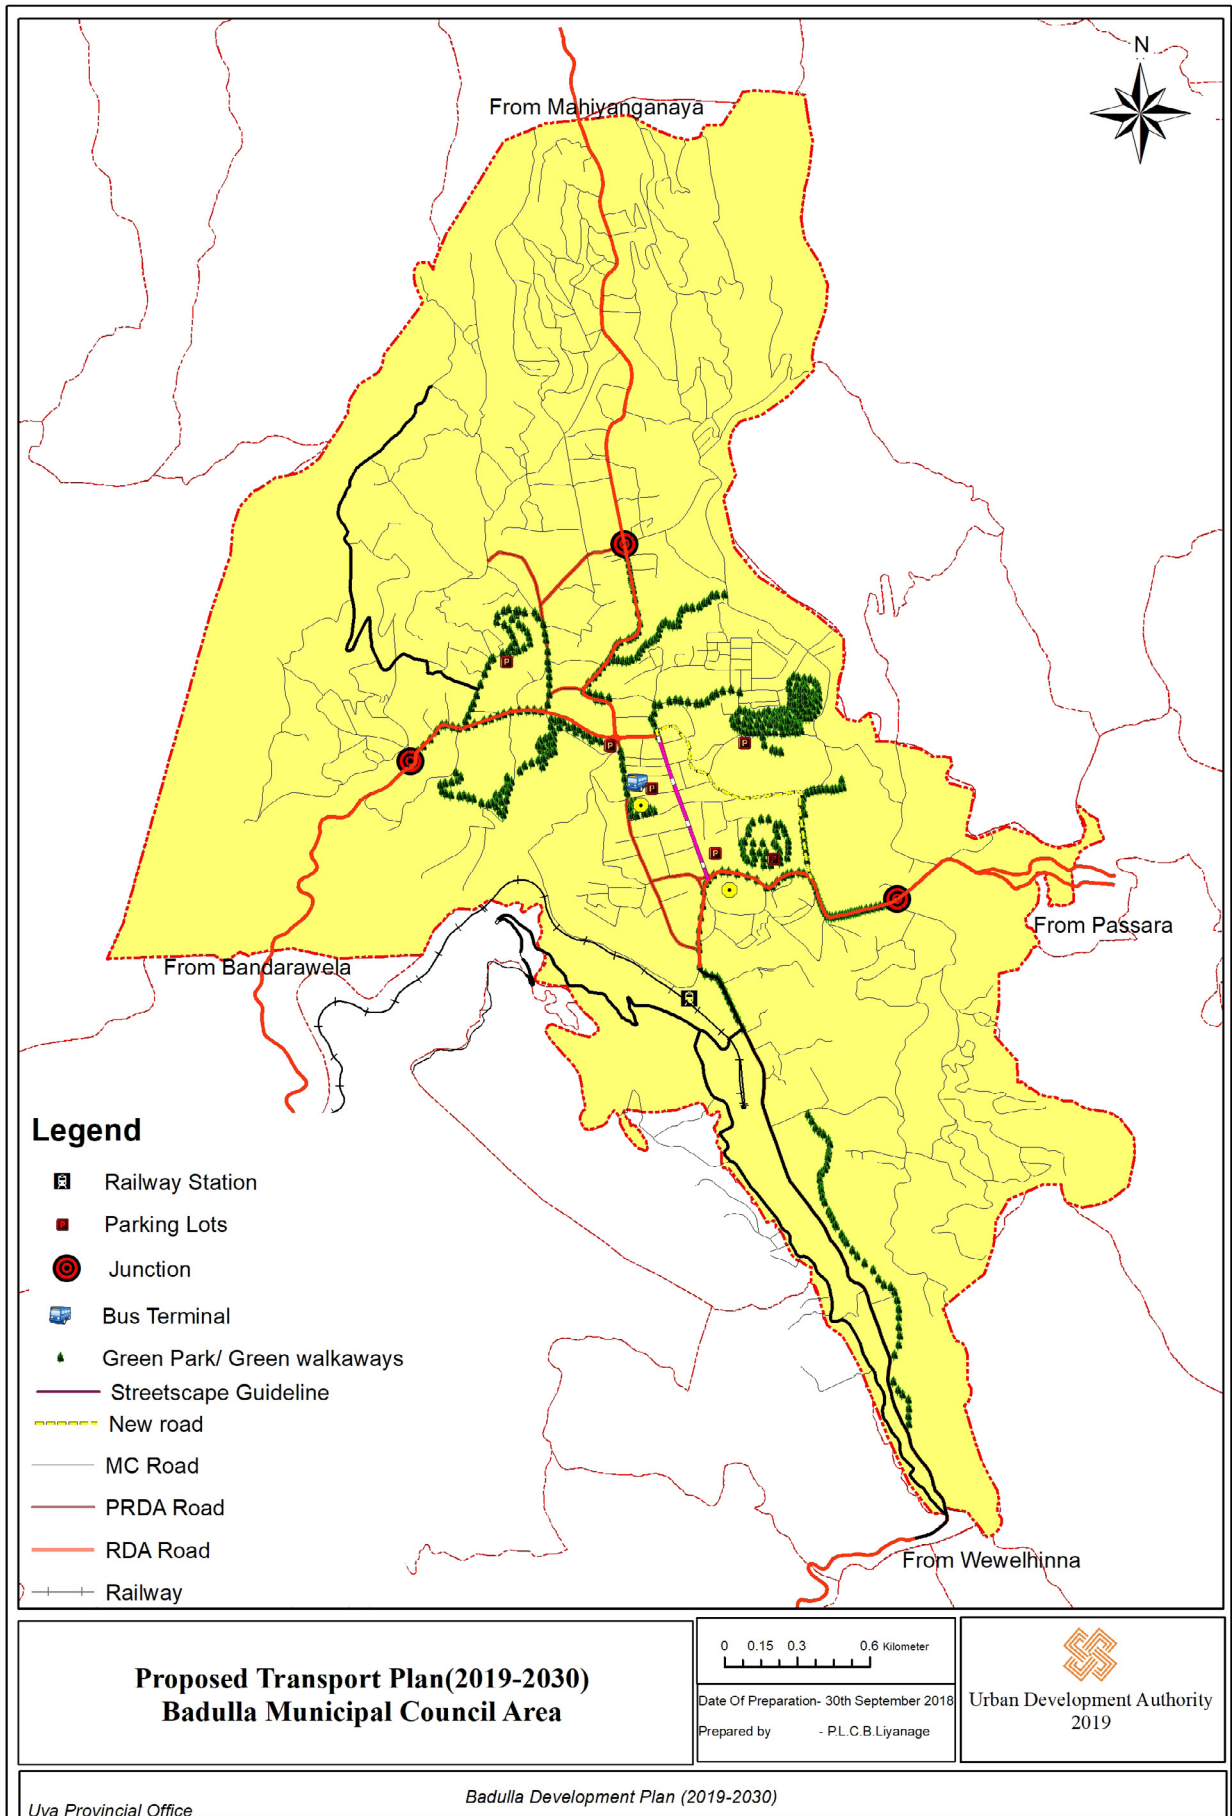 N
From Mahiyanganaya
From Passara
From Bandarawela
Legend
Railway Station
Parking Lots
Junction
Bus Terminal
Green Park/ Green walkaways
Streetscape Guideline
New road
MC Road
PRDA Road
RDA Road
Railway
From Wewelhinna
Proposed Transport Plan(2019-2030)
Badulla Municipal Council Area
0 0.15 0.3 0.6 Kilometer
Date Of Preparation- 30th September 2018
Prepared by - P.L.C.B.Liyanage
Urban Development Authority
2019
Badulla Development Plan (2019-2030)
Uva Provincial Office